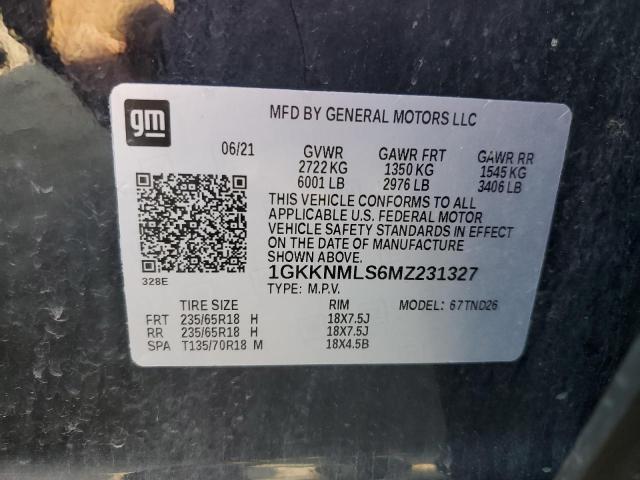 gm
MFD BY GENERAL MOTORS LLC
06/21 GVWR GAWR FRT GAWR RR
2722 KG 1350 KG 1545 KG
6001 LB 2976 LB 3406 LB
THIS VEHICLE CONFORMS TO ALL
APPLICABLE U.S. FEDERAL MOTOR
VEHICLE SAFETY STANDARDS IN EFFECT
ON THE DATE OF MANUFACTURE
SHOWN ABOVE.
1GKKNMLS6MZ231327
328E
TYPE: M.P.V.
TIRE SIZE RIM MODEL: 67TND26
FRT 235/65R18 H 18X7.5J
RR 235/65R18 H 18X7.5J
SPA T135/70R18 M 18X4.5B